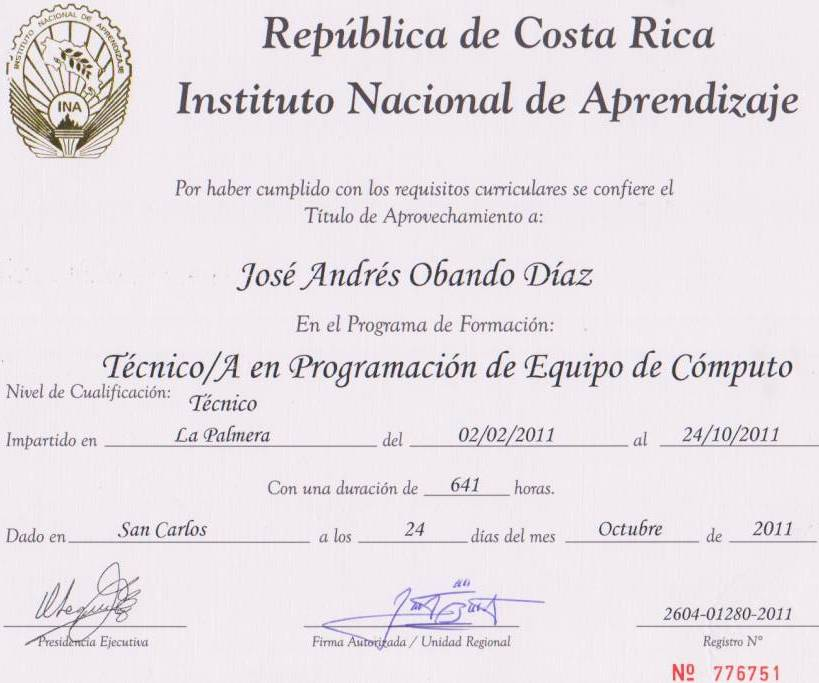 INSTITUTO NACIONAL DE APRENDIZAJE
INA
República de Costa Rica
Instituto Nacional de Aprendizaje
Por haber cumplido con los requisitos curriculares se confiere el
Título de Aprovechamiento a:
José Andrés Obando Díaz
En el Programa de Formación:
Técnico/A en Programación de Equipo de Cómputo
Nivel de Cualificación: Técnico
Impartido en La Palmera del 02/02/2011 al 24/10/2011
Con una duración de 641 horas.
Dado en San Carlos a los 24 días del mes Octubre de 2011
2604-01280-2011
Presidencia Ejecutiva Firma Autorizada / Unidad Regional Registro N°
Nº 776751